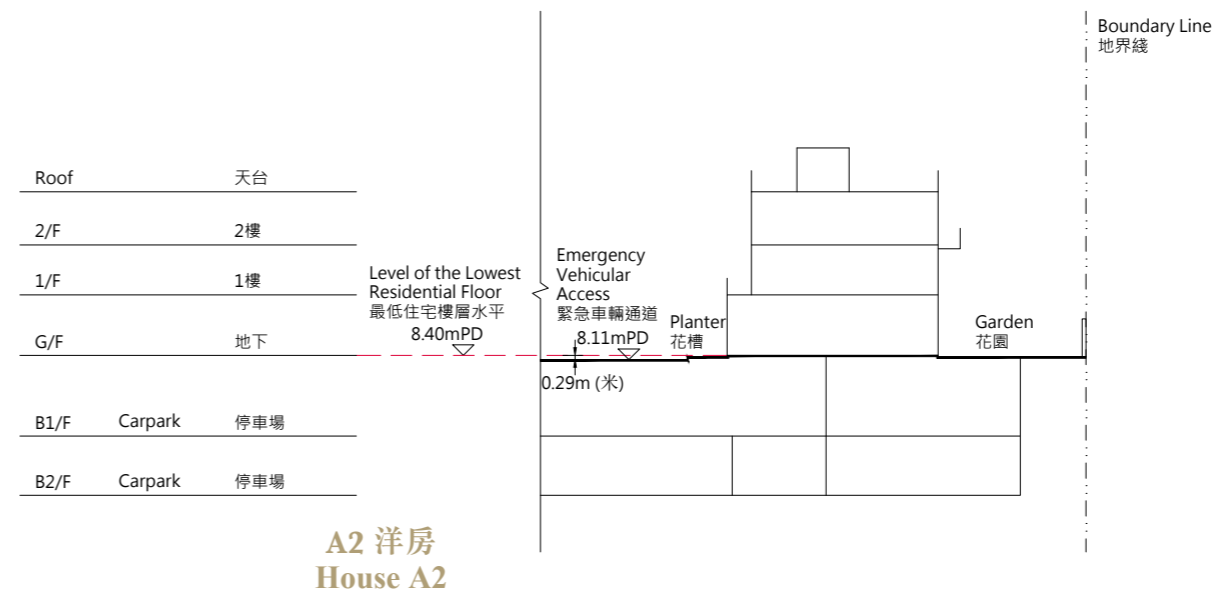 Boundary Line
地界綫
Roof 天台
2/F 2樓
1/F 1樓
G/F 地下
B1/F Carpark 停車場
B2/F Carpark 停車場
Level of the Lowest
Residential Floor
最低住宅樓層水平
8.40mPD
Emergency
Vehicular
Access
緊急車輛通道
8.11mPD
0.29m (米)
Planter
花槽
Garden
花園
A2 洋房
House A2